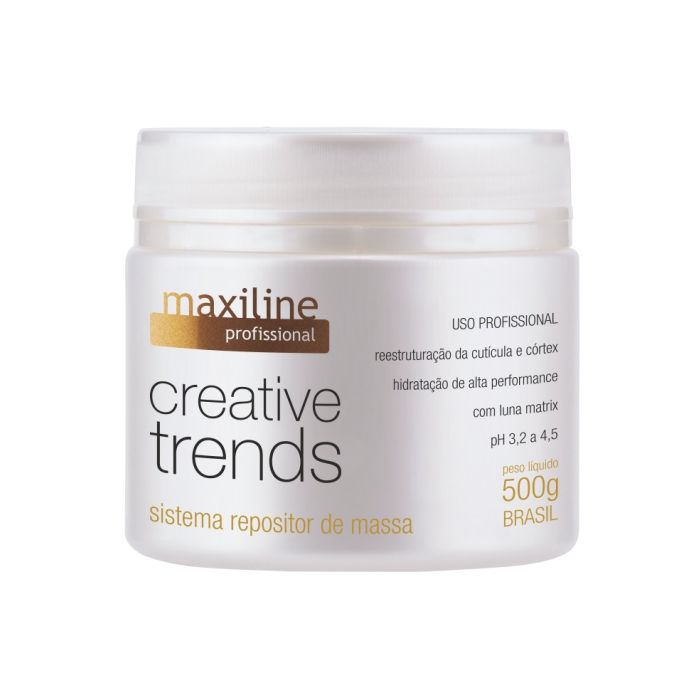 maxiline
profissional
creative
trends
sistema repositor de massa
USO PROFISSIONAL
reestruturação da cutícula e córtex
hidratação de alta performance
com luna matrix
pH 3,2 a 4,5
peso líquido
500g
BRASIL